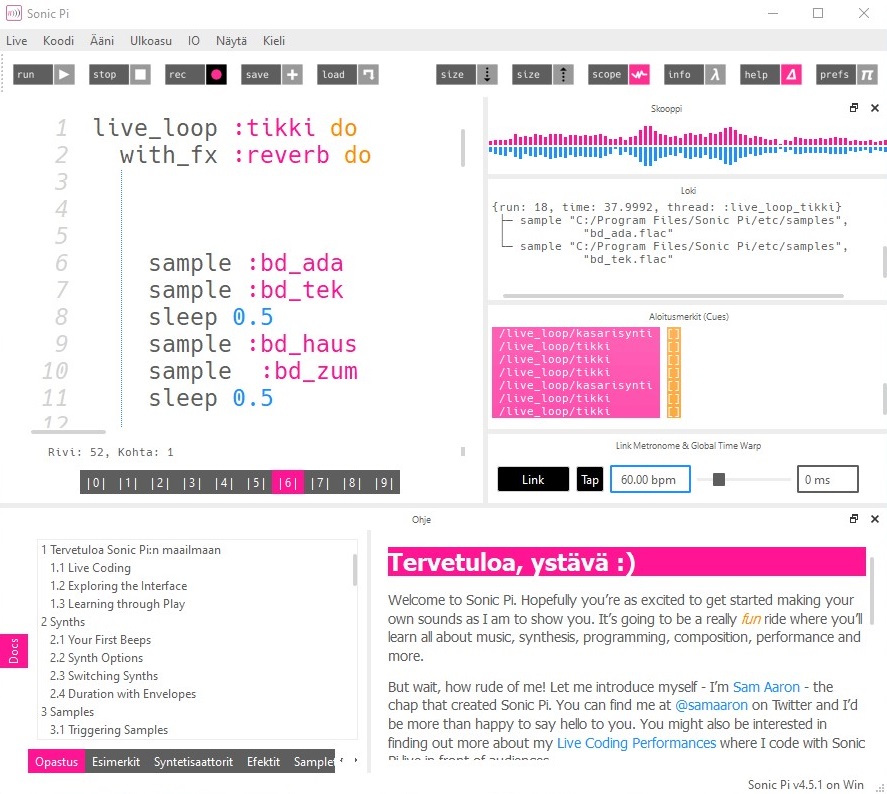 Sonic Pi
Live Koodi Ääni Ulkoasu IO Näytä Kieli
run stop rec save load size size scope info help prefs
1 live_loop :tikki do
2 with_fx :reverb do
3
4
5
6 sample :bd_ada
7 sample :bd_tek
8 sleep 0.5
9 sample :bd_haus
10 sample :bd_zum
11 sleep 0.5
12
Rivi: 52, Kohta: 1
|0| |1| |2| |3| |4| |5| |6| |7| |8| |9|
Skooppi
Loki
{run: 18, time: 37.9992, thread: :live_loop_tikki}
├─ sample "C:/Program Files/Sonic Pi/etc/samples",
"bd_ada.flac"
└─ sample "C:/Program Files/Sonic Pi/etc/samples",
"bd_tek.flac"
Aloitusmerkit (Cues)
/live_loop/kasarisynti []
/live_loop/tikki []
/live_loop/tikki []
/live_loop/tikki []
/live_loop/kasarisynti []
/live_loop/tikki []
/live_loop/tikki []
Link Metronome & Global Time Warp
Link Tap 60.00 bpm 0 ms
Ohje
Docs
1 Tervetuloa Sonic Pi:n maailmaan
1.1 Live Coding
1.2 Exploring the Interface
1.3 Learning through Play
2 Synths
2.1 Your First Beeps
2.2 Synth Options
2.3 Switching Synths
2.4 Duration with Envelopes
3 Samples
3.1 Triggering Samples
Opastus Esimerkit Syntetisaattorit Efektit Samplet
Tervetuloa, ystävä :)
Welcome to Sonic Pi. Hopefully you're as excited to get started making your
own sounds as I am to show you. It's going to be a really fun ride where you'll
learn all about music, synthesis, programming, composition, performance and
more.
But wait, how rude of me! Let me introduce myself - I'm Sam Aaron - the
chap that created Sonic Pi. You can find me at @samaaron on Twitter and I'd
be more than happy to say hello to you. You might also be interested in
finding out more about my Live Coding Performances where I code with Sonic
Pi live in front of audiences.
Sonic Pi v4.5.1 on Win